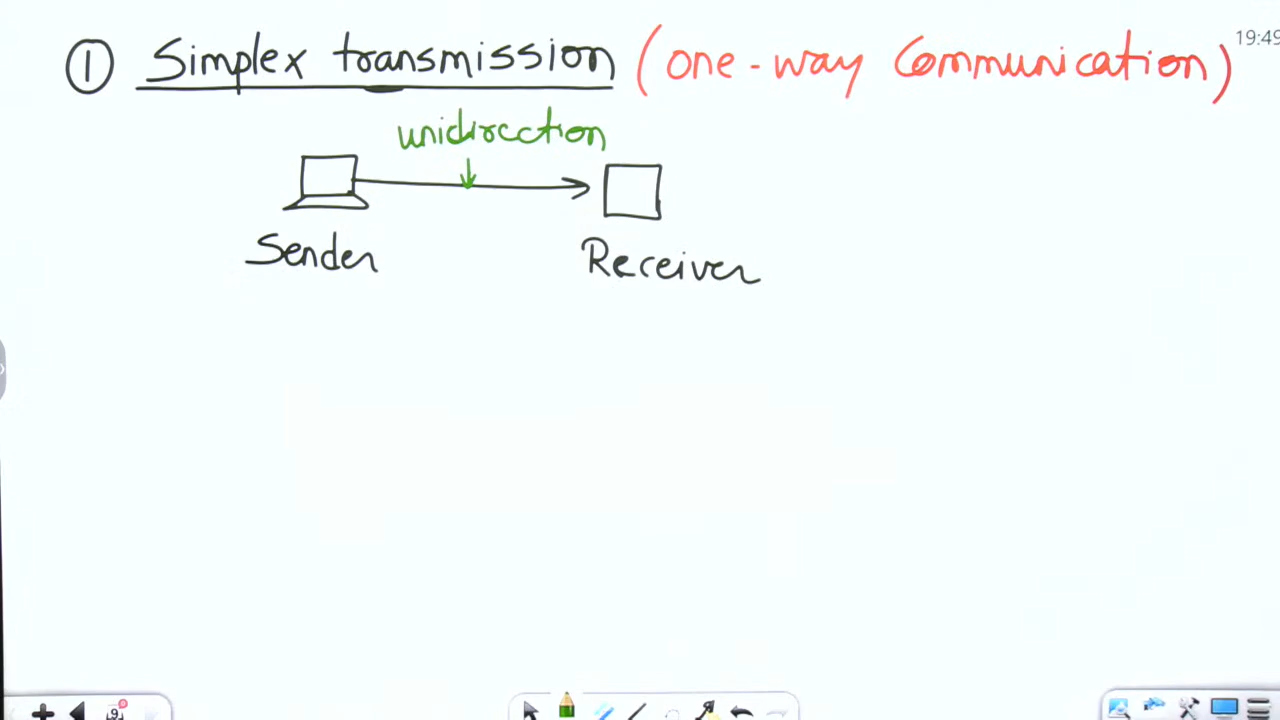 ① Simplex transmission (one-way Communication)
19:49
unidirection
Sender
Receiver